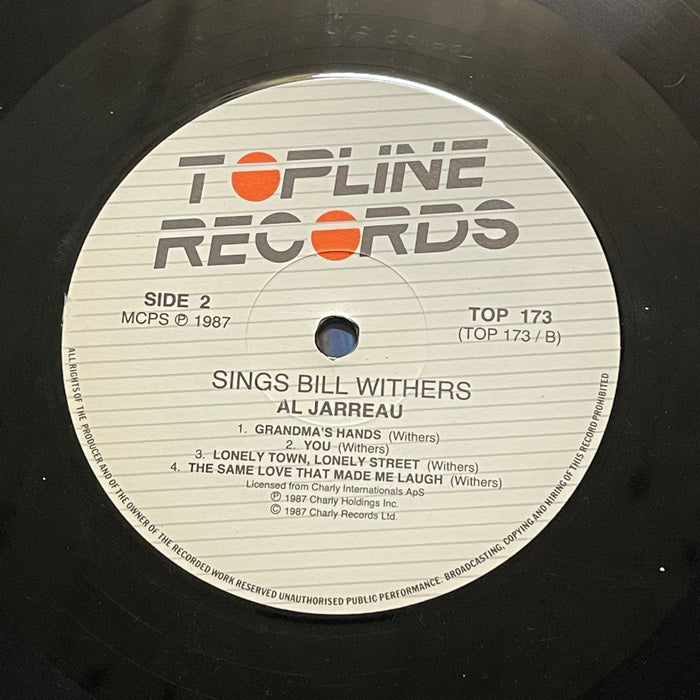 TOPLINE
RECORDS
SIDE 2
MCPS ℗ 1987
TOP 173
(TOP 173 / B)
SINGS BILL WITHERS
AL JARREAU
1. GRANDMA'S HANDS (Withers)
2. YOU (Withers)
3. LONELY TOWN, LONELY STREET (Withers)
4. THE SAME LOVE THAT MADE ME LAUGH (Withers)
Licensed from Charly Internationals ApS
℗ 1987 Charly Holdings Inc.
© 1987 Charly Records Ltd.
ALL RIGHTS OF THE PRODUCER AND OF THE OWNER OF THE RECORDED WORK RESERVED UNAUTHORISED PUBLIC PERFORMANCE. BROADCASTING, COPYING AND HIRING OF THIS RECORD PROHIBITED